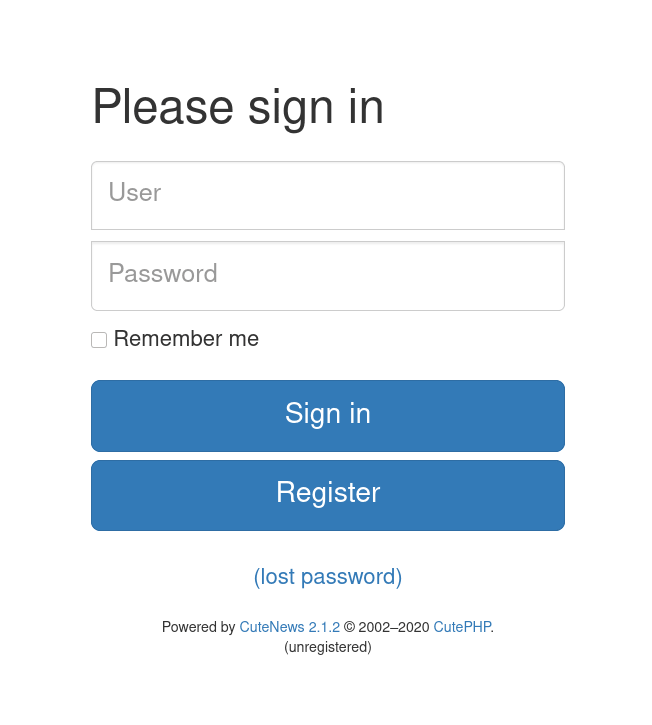 Please sign in
User
Password
Remember me
Sign in
Register
(lost password)
Powered by CuteNews 2.1.2 © 2002–2020 CutePHP.
(unregistered)